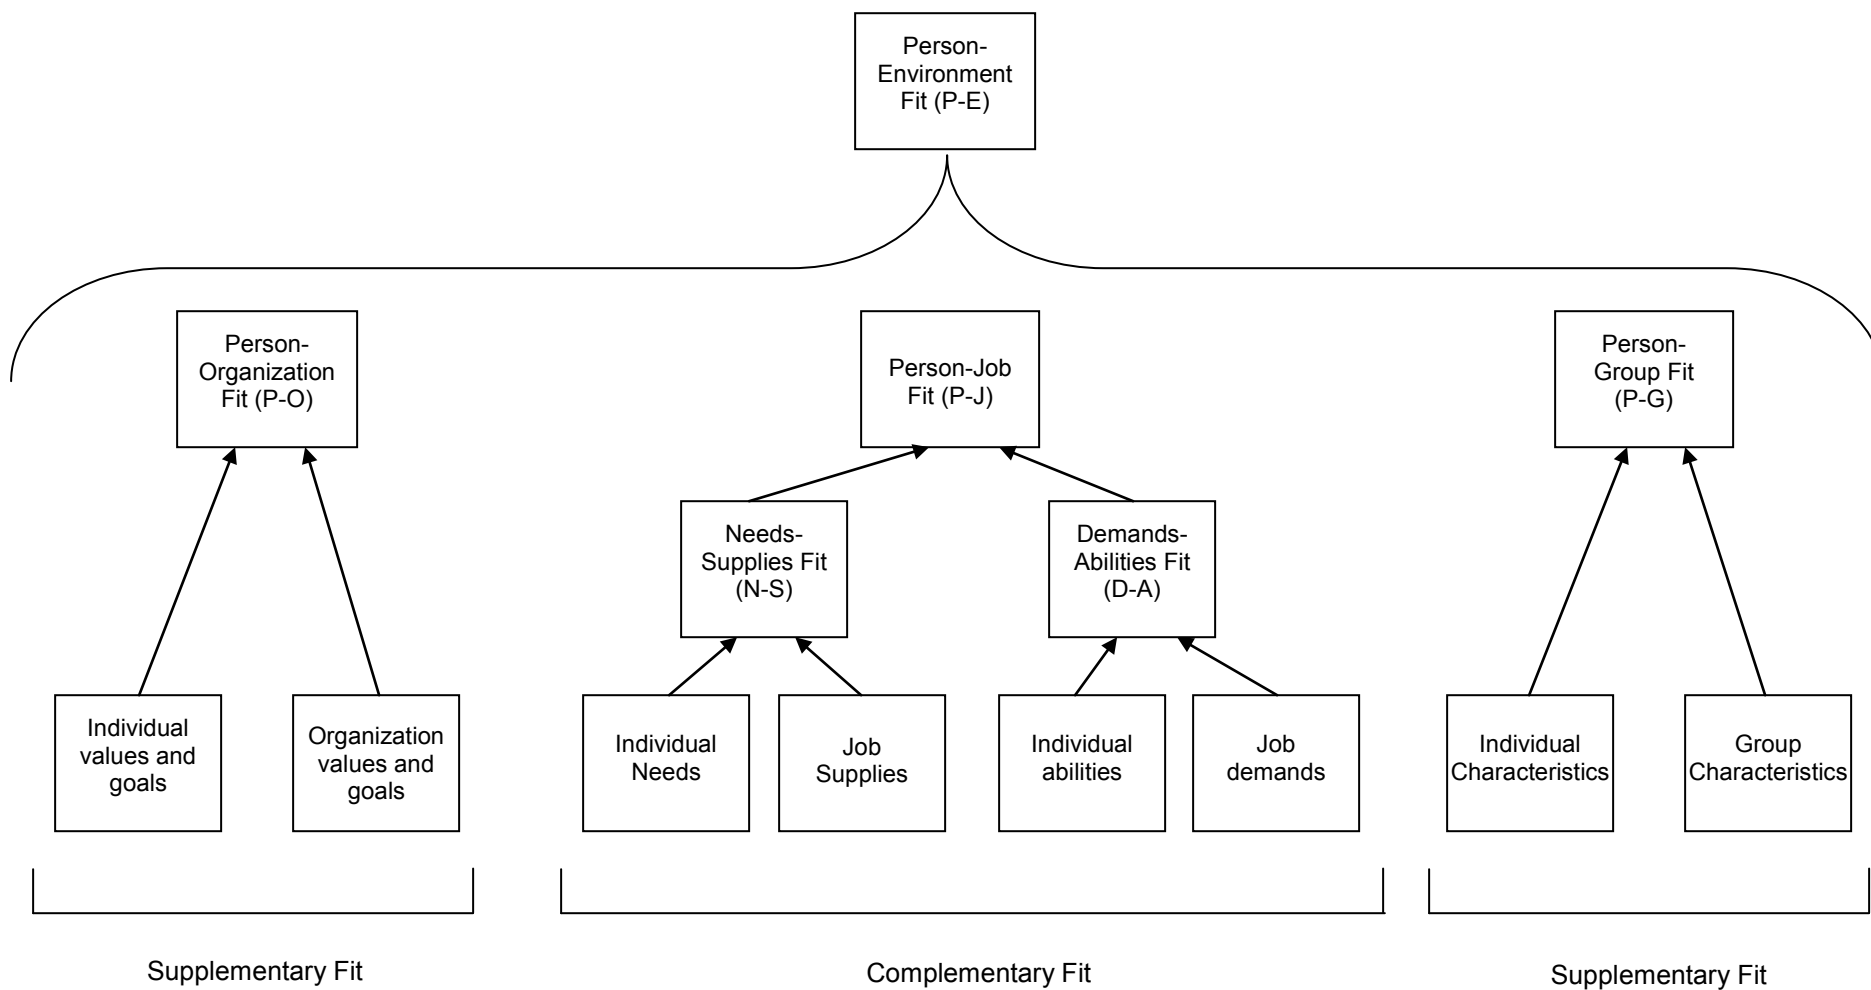 Person-
Environment
Fit (P-E)
Person-
Organization
Fit (P-O)
Person-Job
Fit (P-J)
Person-
Group Fit
(P-G)
Needs-
Supplies Fit
(N-S)
Demands-
Abilities Fit
(D-A)
Individual
values and
goals
Organization
values and
goals
Individual
Needs
Job
Supplies
Individual
abilities
Job
demands
Individual
Characteristics
Group
Characteristics
Supplementary Fit
Complementary Fit
Supplementary Fit